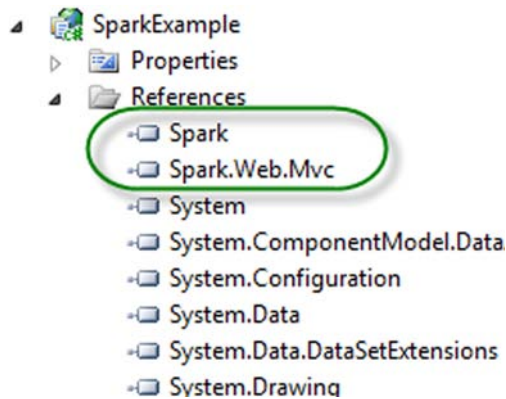 SparkExample
Properties
References
Spark
Spark.Web.Mvc
System
System.ComponentModel.Data
System.Configuration
System.Data
System.Data.DataSetExtensions
System.Drawing